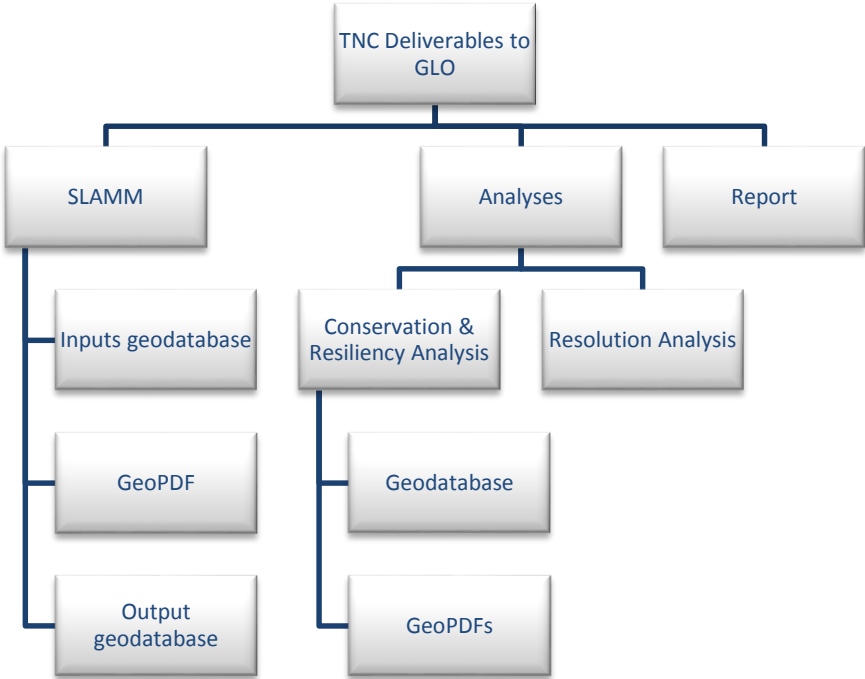 TNC Deliverables to
GLO
SLAMM
Analyses
Report
Inputs geodatabase
Conservation &
Resiliency Analysis
Resolution Analysis
GeoPDF
Geodatabase
Output
geodatabase
GeoPDFs